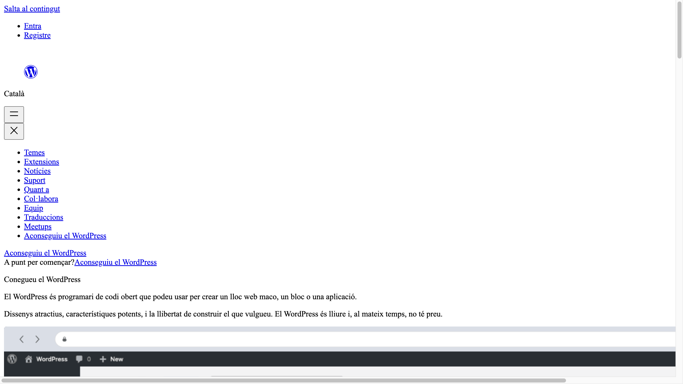 Salta al contingut
Entra
Registre
Català
Temes
Extensions
Notícies
Suport
Quant a
Col·labora
Equip
Traduccions
Meetups
Aconseguiu el WordPress
Aconseguiu el WordPress
A punt per començar?Aconseguiu el WordPress
Conegueu el WordPress
El WordPress és programari de codi obert que podeu usar per crear un lloc web maco, un bloc o una aplicació.
Dissenys atractius, característiques potents, i la llibertat de construir el que vulgueu. El WordPress és lliure i, al mateix temps, no té preu.
WordPress 0 New